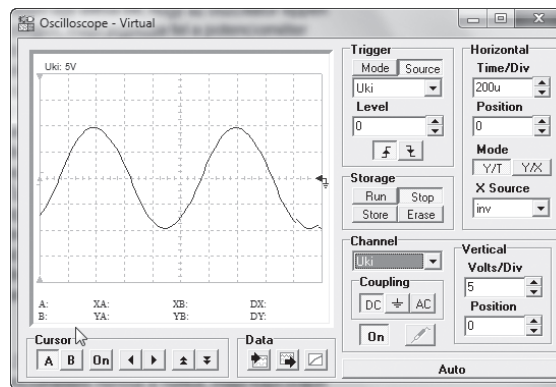 Oscilloscope - Virtual
Uki: 5V
A: XA: XB: DX:
B: YA: YB: DY:
Cursor
A B On
Data
Trigger
Mode Source
Uki
Level
0
Storage
Run Stop
Store Erase
Channel
Uki
Coupling
DC AC
On
Horizontal
Time/Div
200u
Position
0
Mode
Y/T Y/X
X Source
inv
Vertical
Volts/Div
5
Position
0
Auto